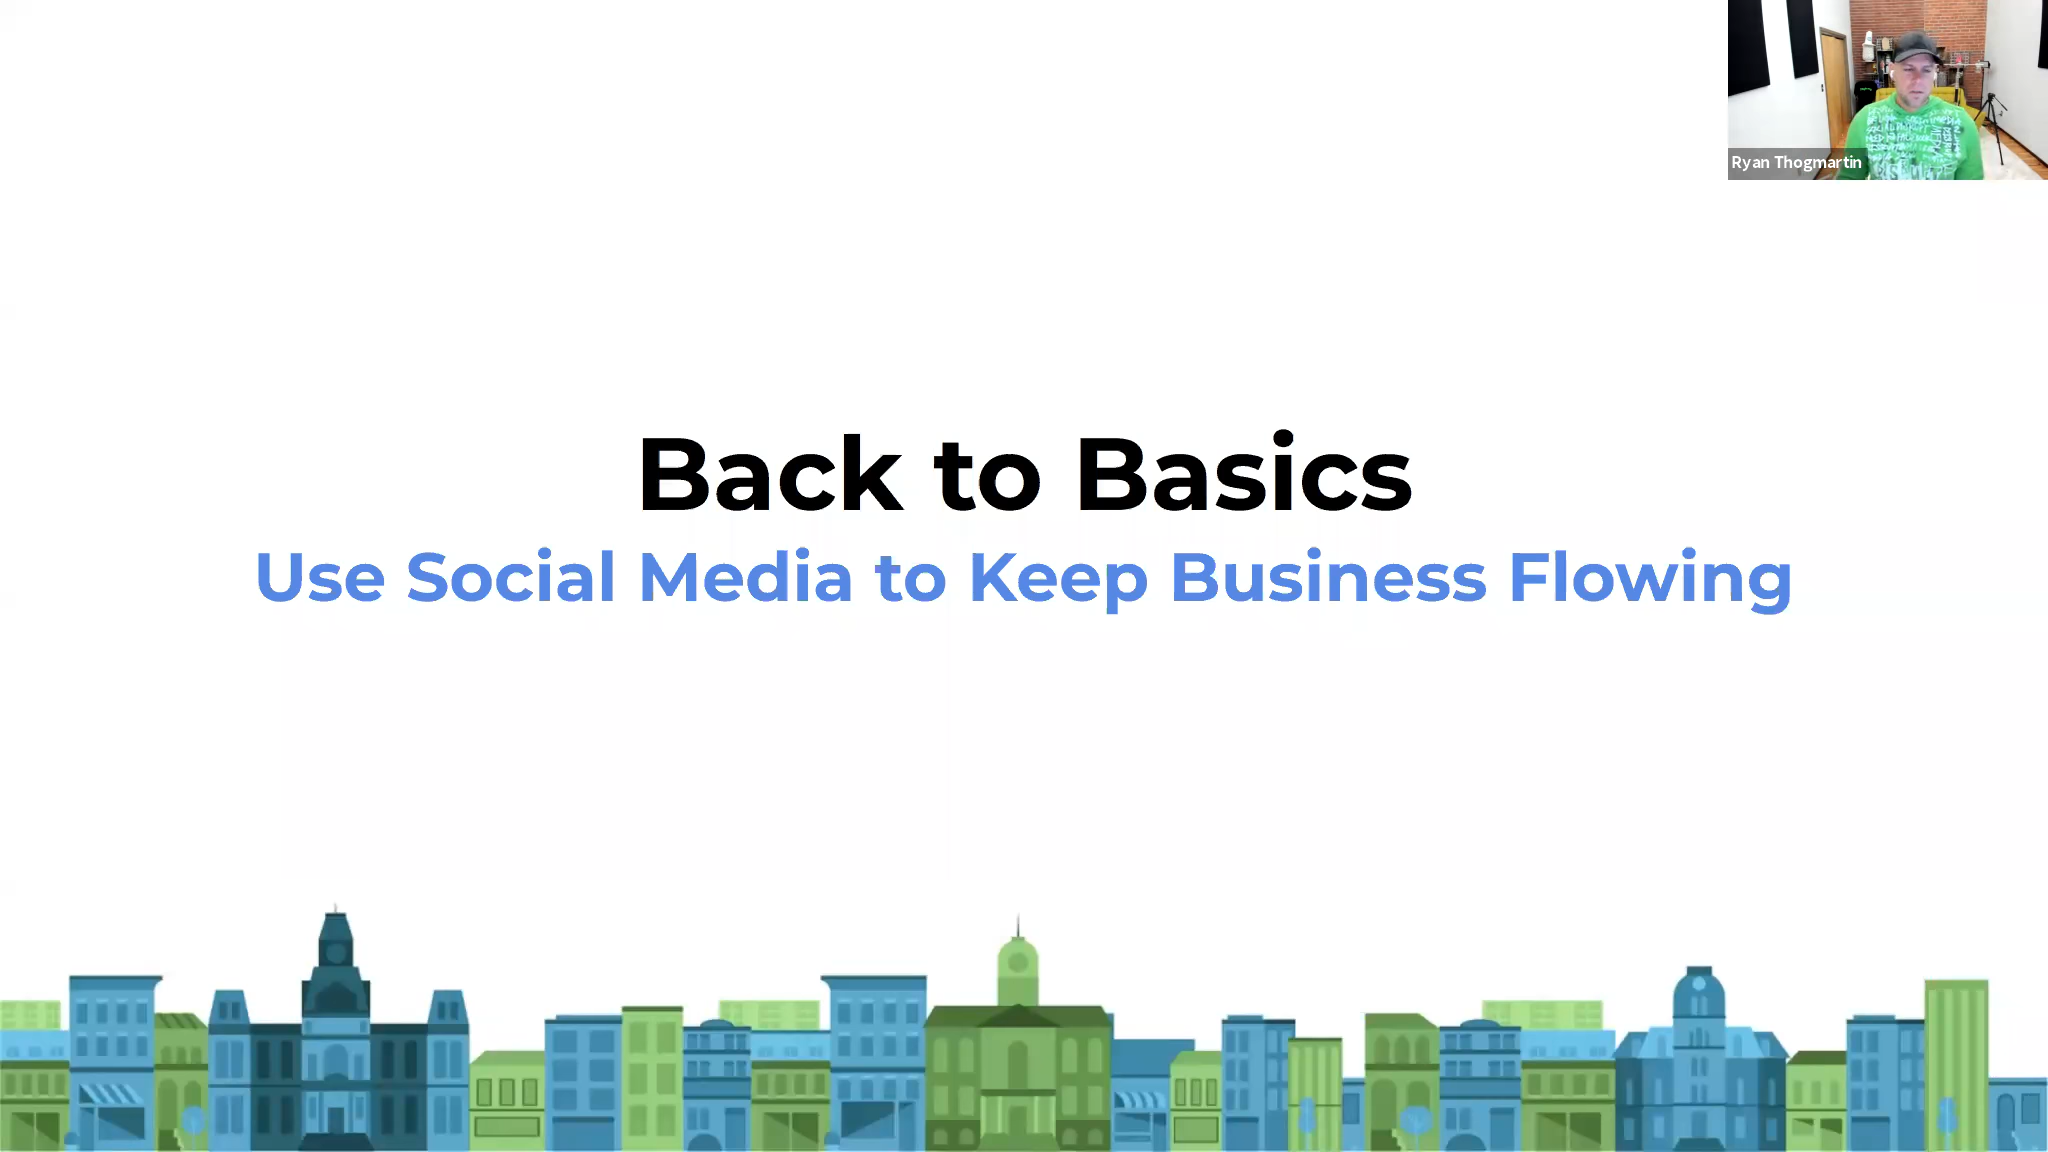 Ryan Thogmartin
Back to Basics
Use Social Media to Keep Business Flowing